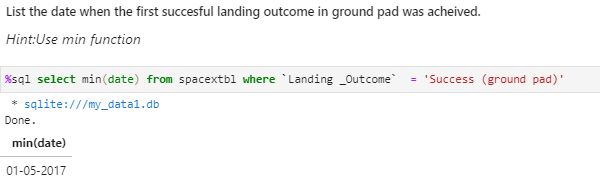 List the date when the first succesful landing outcome in ground pad was acheived.
Hint:Use min function
%sql select min(date) from spacextbl where `Landing _Outcome`  = 'Success (ground pad)'
* sqlite:///my_data1.db
Done.
min(date)
01-05-2017